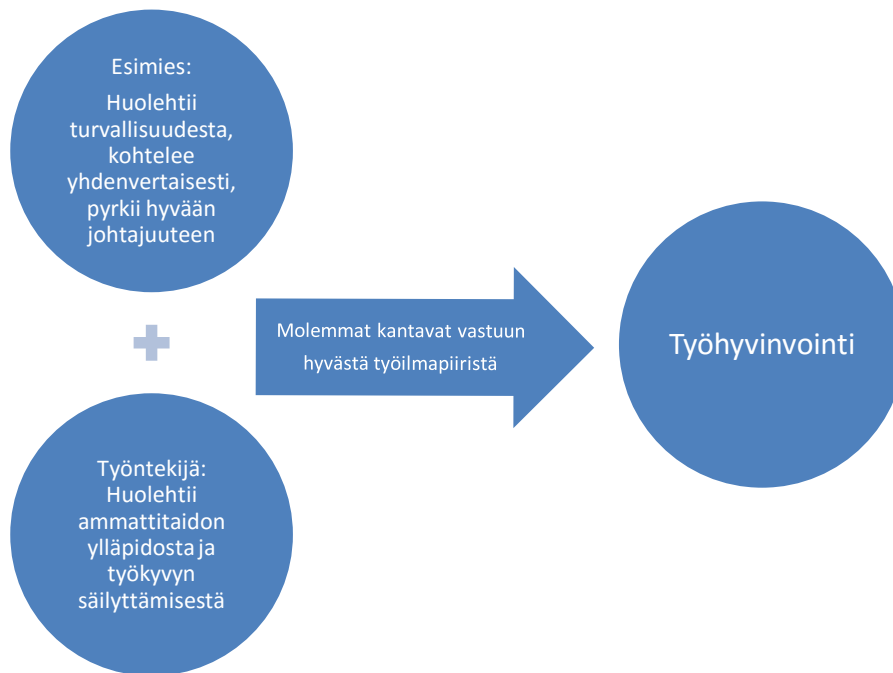 Esimies:
Huolehtii
turvallisuudesta,
kohtelee
yhdenvertaisesti,
pyrkii hyvään
johtajuuteen
Molemmat kantavat vastuun
hyvästä työilmapiiristä
Työhyvinvointi
Työntekijä:
Huolehtii
ammattitaidon
ylläpidosta ja
työkyvyn
säilyttämisestä